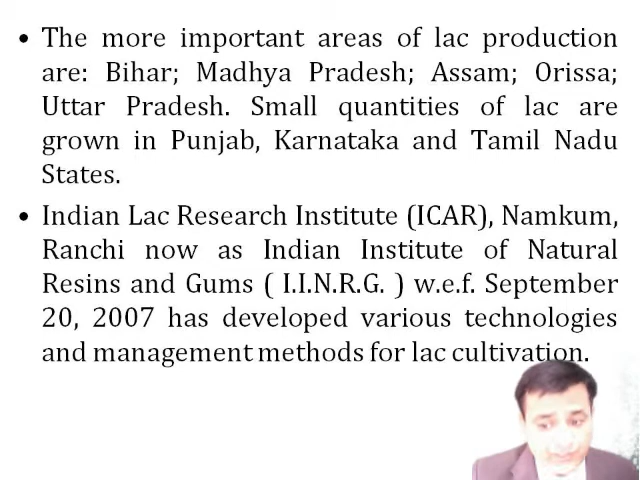 • The more important areas of lac production
are: Bihar; Madhya Pradesh; Assam; Orissa;
Uttar Pradesh. Small quantities of lac are
grown in Punjab, Karnataka and Tamil Nadu
States.
• Indian Lac Research Institute (ICAR), Namkum,
Ranchi now as Indian Institute of Natural
Resins and Gums ( I.I.N.R.G. ) w.e.f. September
20, 2007 has developed various technologies
and management methods for lac cultivation.